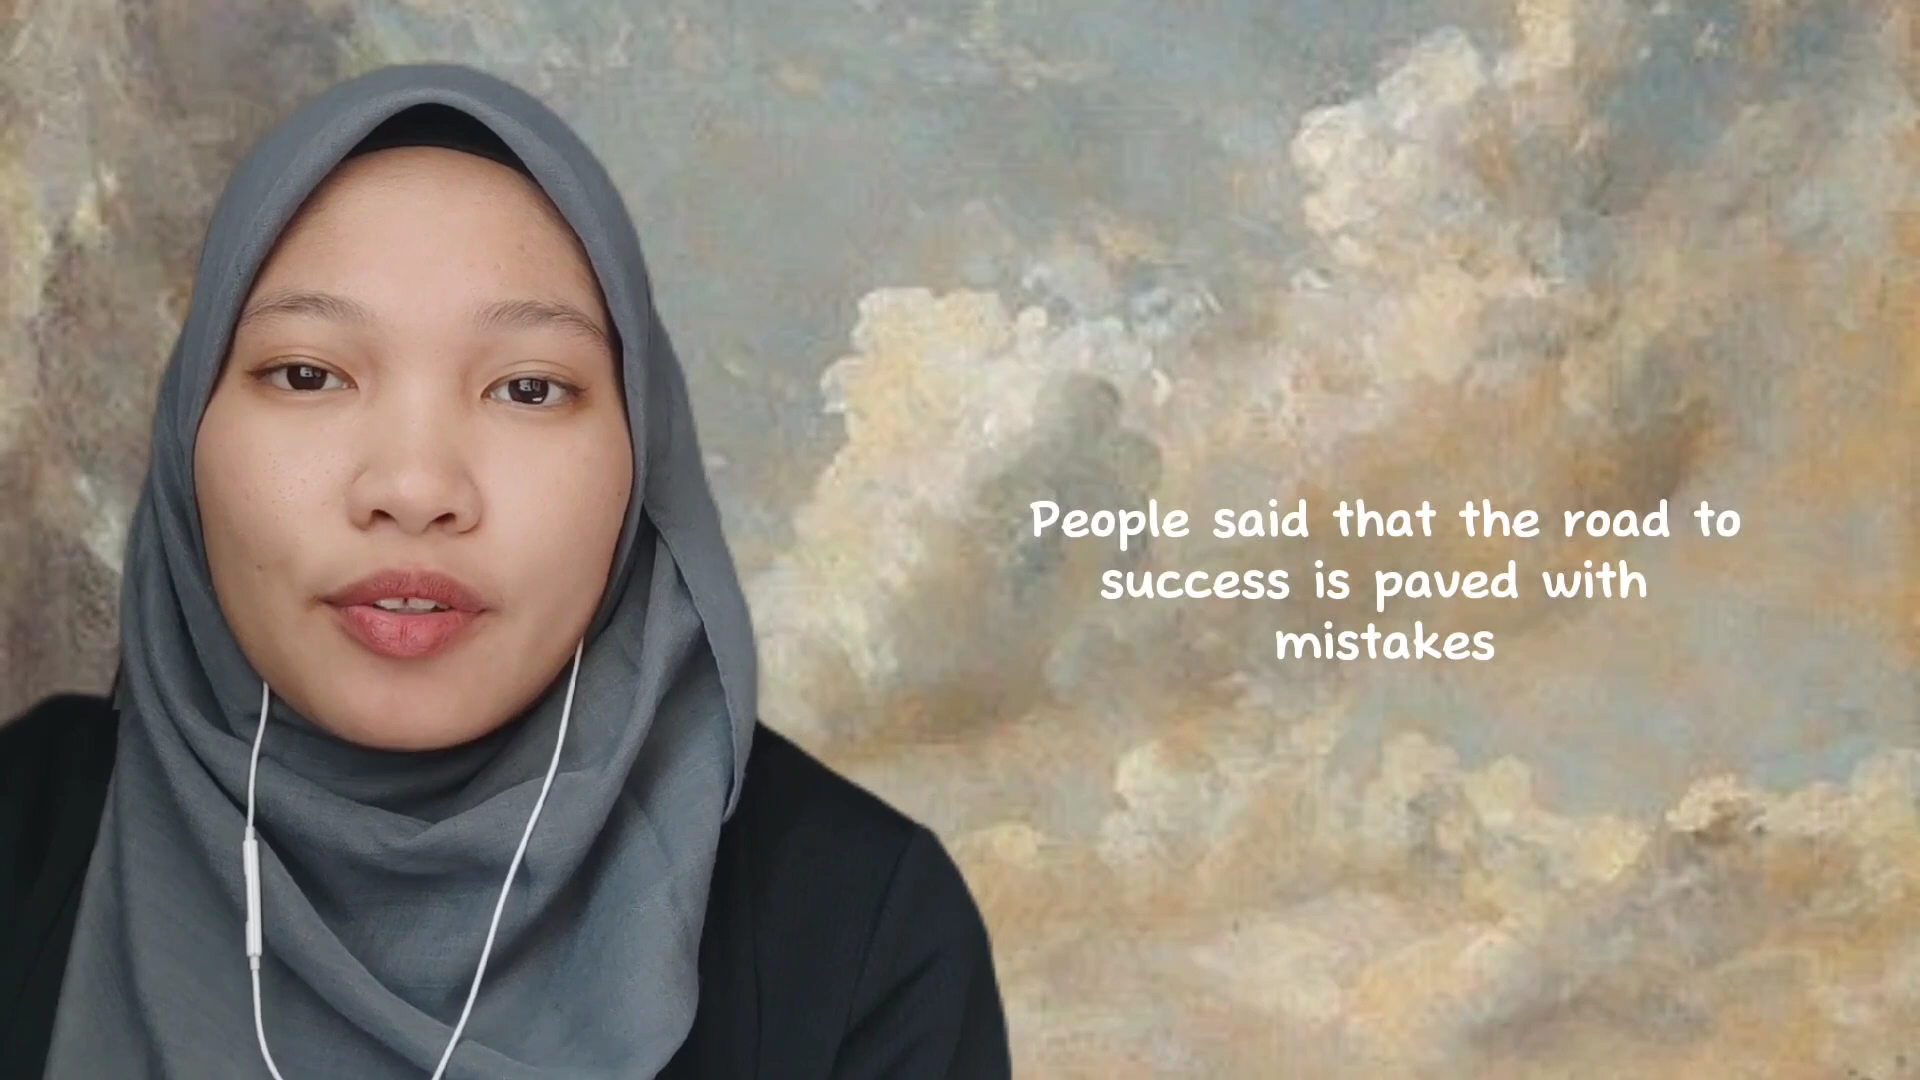 People said that the road to
success is paved with
mistakes